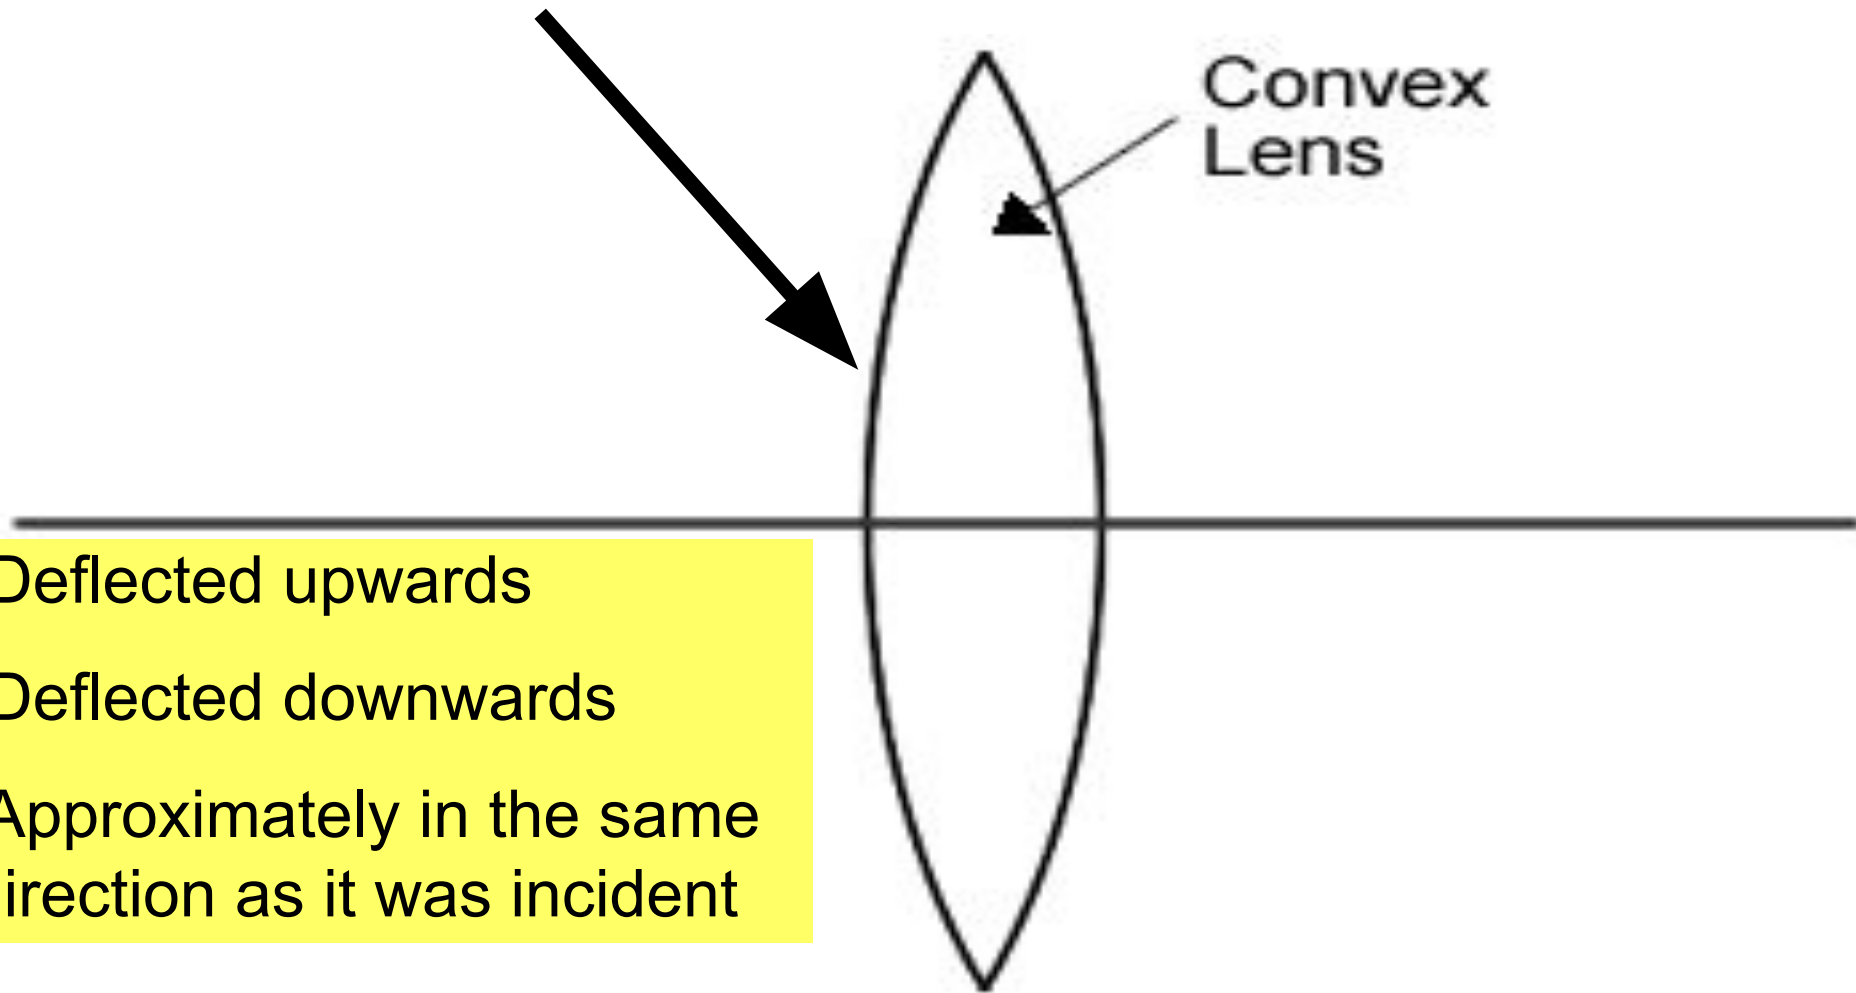 Convex
Lens
Deflected upwards
Deflected downwards
Approximately in the same
irection as it was incident